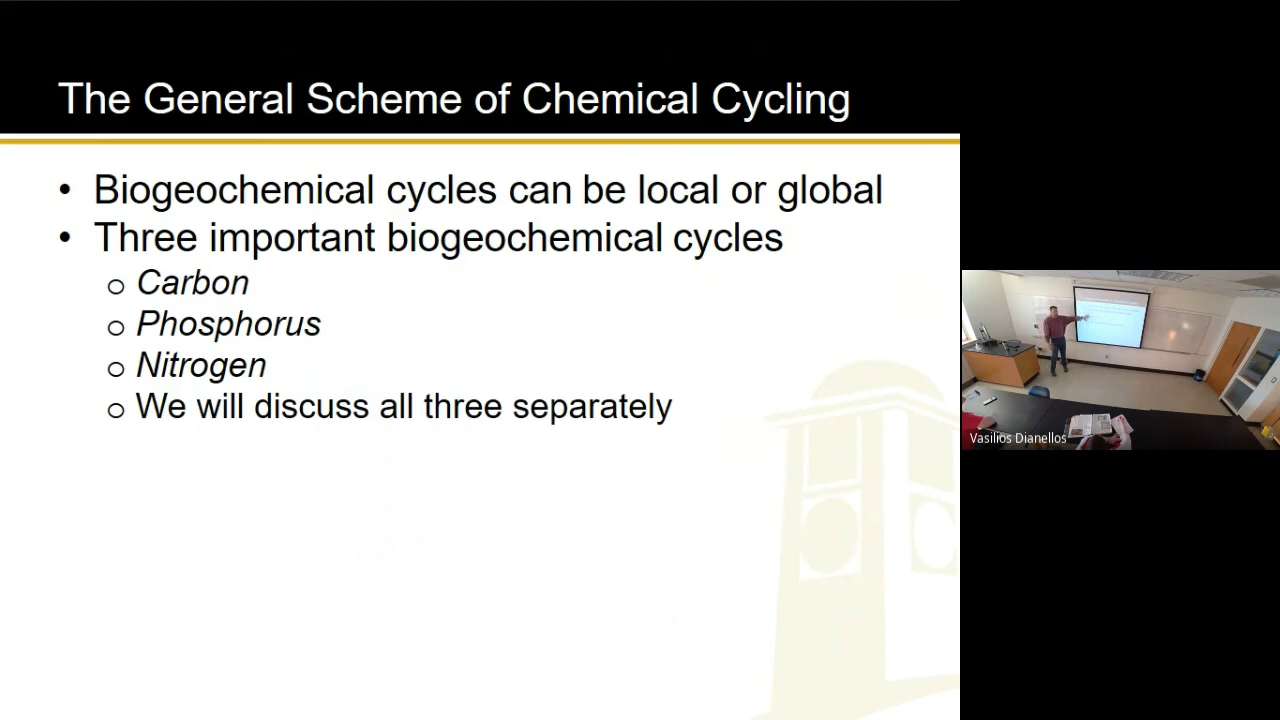 The General Scheme of Chemical Cycling
• Biogeochemical cycles can be local or global
• Three important biogeochemical cycles
o Carbon
o Phosphorus
o Nitrogen
o We will discuss all three separately
Vasilios Dianellos